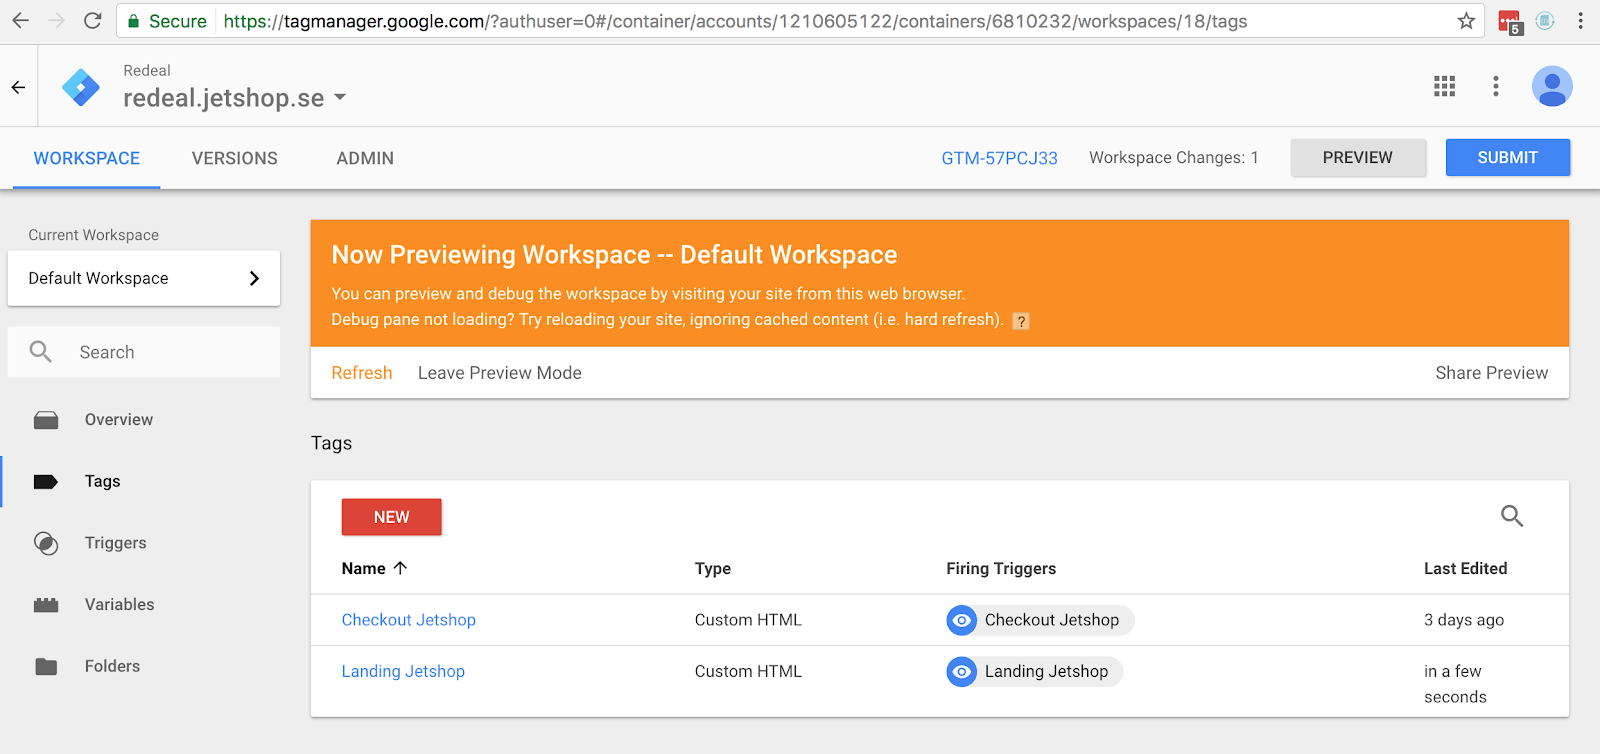 Secure https://tagmanager.google.com/?authuser=0#/container/accounts/1210605122/containers/6810232/workspaces/18/tags
5
Redeal
redeal.jetshop.se
WORKSPACE VERSIONS ADMIN GTM-57PCJ33 Workspace Changes: 1 PREVIEW SUBMIT
Current Workspace
Default Workspace
Search
Overview
Tags
Triggers
Variables
Folders
Now Previewing Workspace -- Default Workspace
You can preview and debug the workspace by visiting your site from this web browser.
Debug pane not loading? Try reloading your site, ignoring cached content (i.e. hard refresh). ?
Refresh Leave Preview Mode Share Preview
Tags
NEW
Name Type Firing Triggers Last Edited
Checkout Jetshop Custom HTML Checkout Jetshop 3 days ago
Landing Jetshop Custom HTML Landing Jetshop in a few
seconds